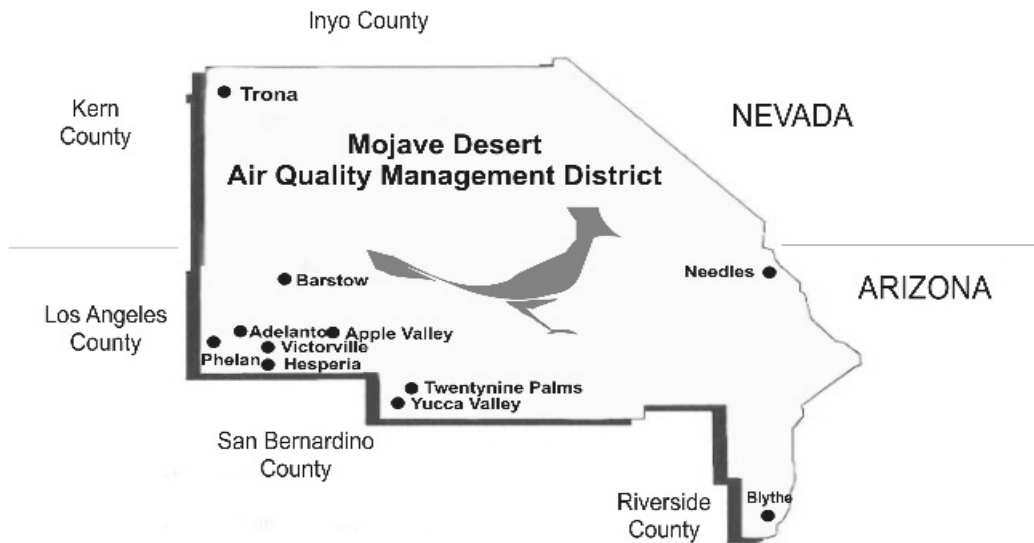 Inyo County
Kern
County
Trona
NEVADA
Mojave Desert
Air Quality Management District
Needles
Barstow
ARIZONA
Los Angeles
County
Adelanto
Apple Valley
Phelan
Victorville
Hesperia
Twentynine Palms
Yucca Valley
San Bernardino
County
Riverside
County
Blythe